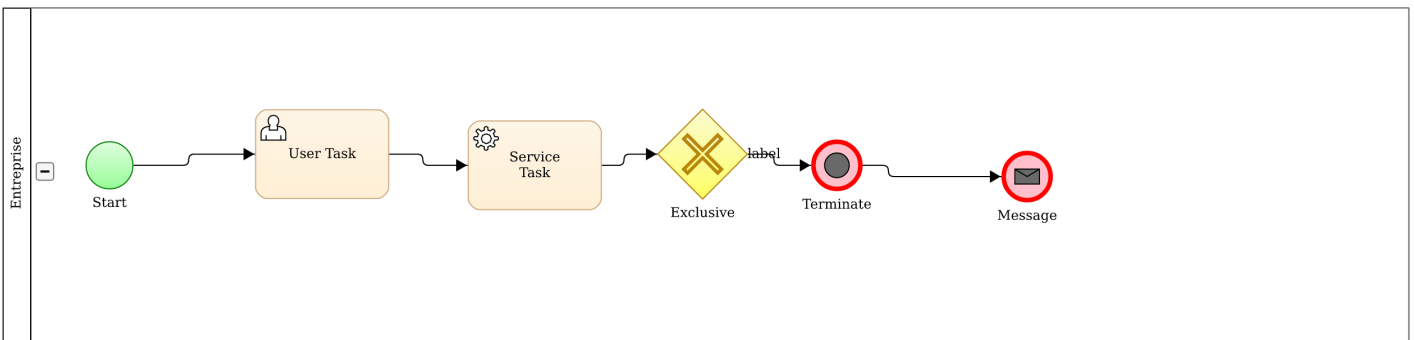 Entreprise
Start
User Task
Service
Task
Exclusive
label
Terminate
Message